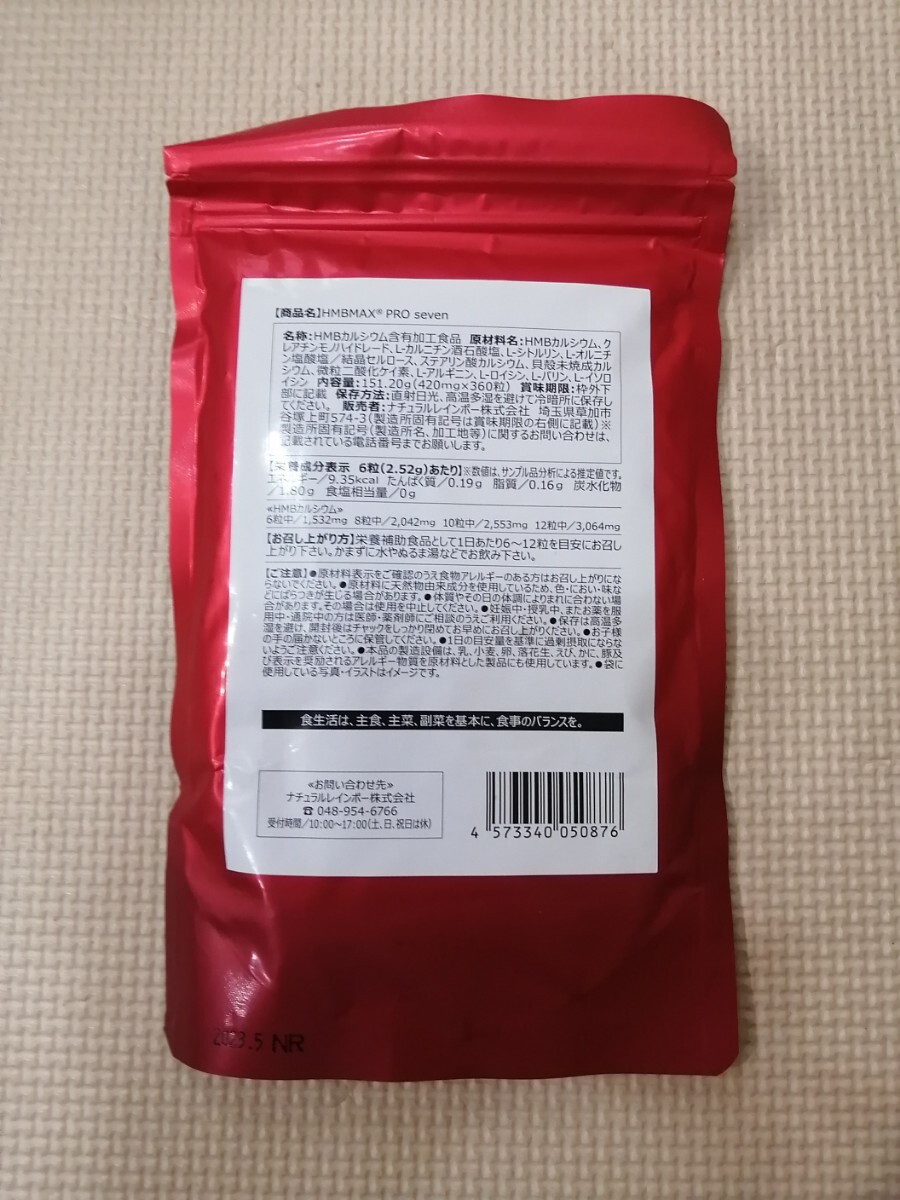 【商品名】HMBMAX® PRO seven
名称:HMBカルシウム含有加工食品 原材料名:HMBカルシウム、ク
レアチンモノハイドレード、L-カルニチン酒石酸塩、L-シトルリン、L-オルニチ
ン塩酸塩／結晶セルロース、ステアリン酸カルシウム、貝殻未焼成カル
シウム、微粒二酸化ケイ素、L-アルギニン、L-ロイシン、L-バリン、L-イソロ
イシン 内容量:151.20g(420mg×360粒) 賞味期限:枠外下
部に記載 保存方法:直射日光、高温多湿を避けて冷暗所に保存し
てください。 販売者:ナチュラルレインボー株式会社 埼玉県草加市
谷塚上町574-3(製造所固有記号は賞味期限の右側に記載)※
製造所固有記号(製造所名、加工地等)に関するお問い合わせは、
記載されている電話番号までお願いします。
【栄養成分表示 6粒(2.52g)あたり】※数値は、サンプル品分析による推定値です。
エネルギー／9.35kcal たんぱく質／0.19g 脂質／0.16g 炭水化物
／1.80g 食塩相当量／0g
≪HMBカルシウム≫
6粒中／1,532mg 8粒中／2,042mg 10粒中／2,553mg 12粒中／3,064mg
【お召し上がり方】栄養補助食品として1日あたり6～12粒を目安にお召し
上がり下さい。かまずに水やぬるま湯などでお飲み下さい。
【ご注意】●原材料表示をご確認のうえ食物アレルギーのある方はお召し上がりにな
らないでください。●原材料に天然物由来成分を使用しているため、色・におい・味な
どにばらつきが生じる場合があります。●体質やその日の体調によりまれに合わない場
合があります。その場合は使用を中止してください。●妊娠中・授乳中、またお薬を服
用中・通院中の方は医師・薬剤師にご相談のうえご利用ください。●保存は高温多
湿を避け、開封後はチャックをしっかり閉めてお早めにお召し上がりください。●お子様
の手の届かないところに保管してください。●1日の目安量を基準に過剰摂取にならな
いようご注意ください。●本品の製造設備は、乳、小麦、卵、落花生、えび、かに、豚及
び表示を奨励されるアレルギー物質を原材料とした製品にも使用しています。●袋に
使用している写真・イラストはイメージです。
食生活は、主食、主菜、副菜を基本に、食事のバランスを。
≪お問い合わせ先≫
ナチュラルレインボー株式会社
☎048-954-6766
受付時間／10:00～17:00(土、日、祝日は休)
4 573340 050876
2023.5 NR